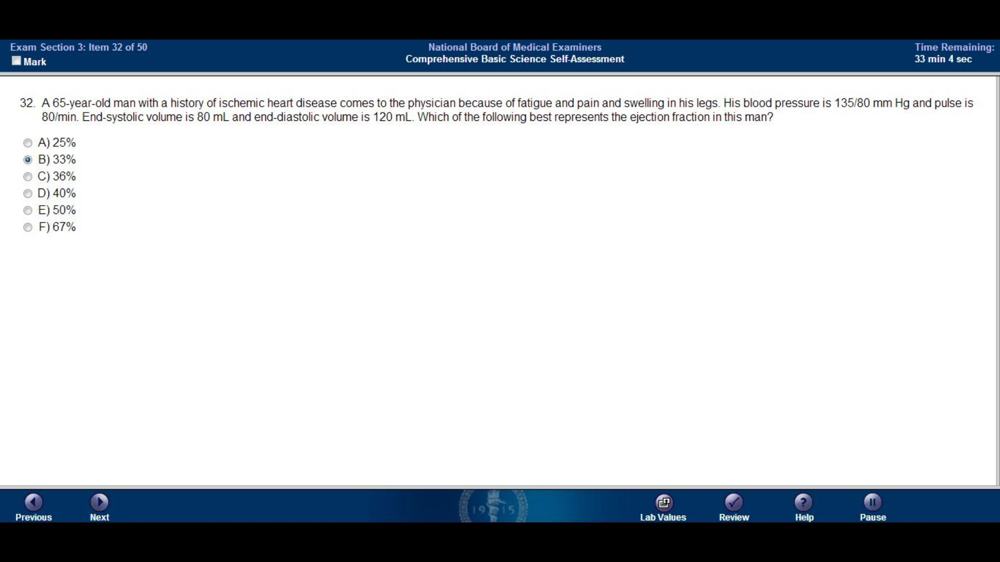 Exam Section 3: Item 32 of 50
Mark
National Board of Medical Examiners
Comprehensive Basic Science Self-Assessment
Time Remaining:
33 min 4 sec
32. A 65-year-old man with a history of ischemic heart disease comes to the physician because of fatigue and pain and swelling in his legs. His blood pressure is 135/80 mm Hg and pulse is
80/min. End-systolic volume is 80 mL and end-diastolic volume is 120 mL. Which of the following best represents the ejection fraction in this man?
A) 25%
B) 33%
C) 36%
D) 40%
E) 50%
F) 67%
1915
Previous
Next
Lab Values
Review
Help
Pause